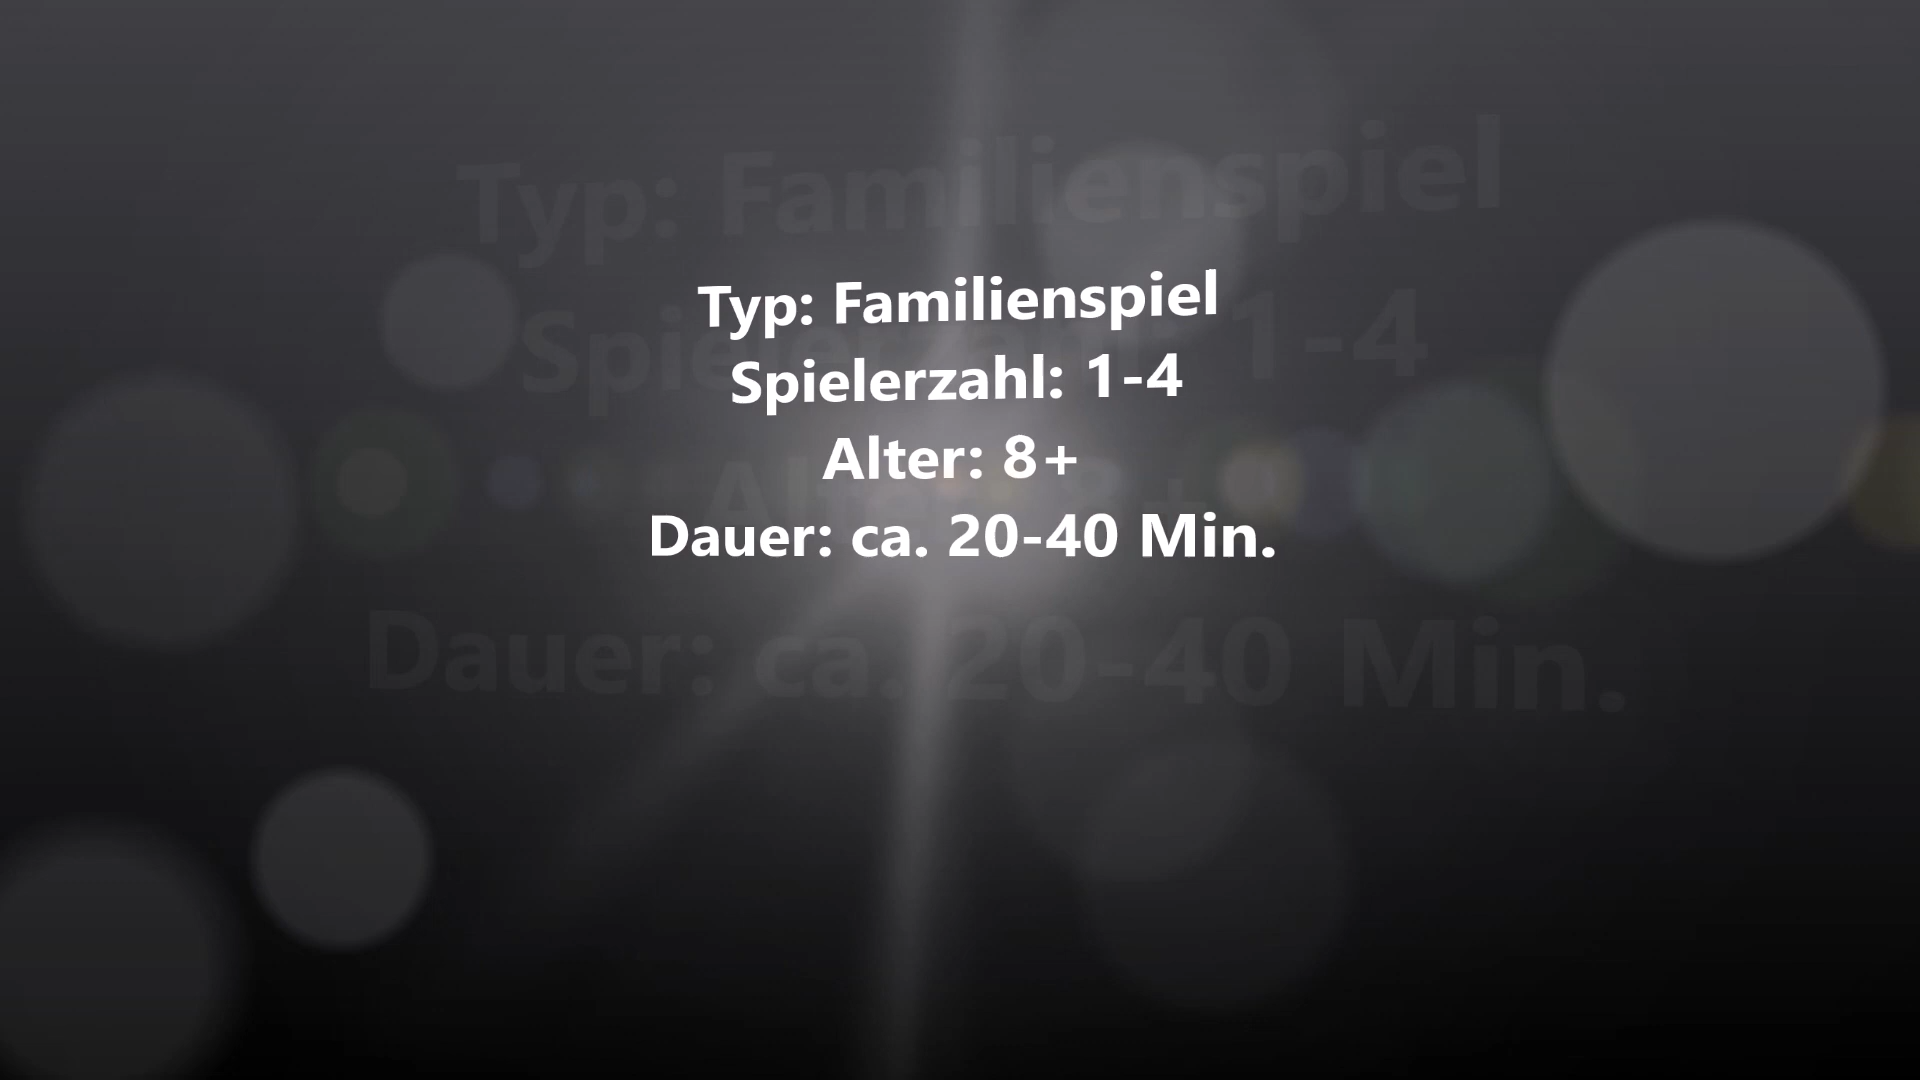 Typ: Familienspiel
Spielerzahl: 1-4
Alter: 8+
Dauer: ca. 20-40 Min.